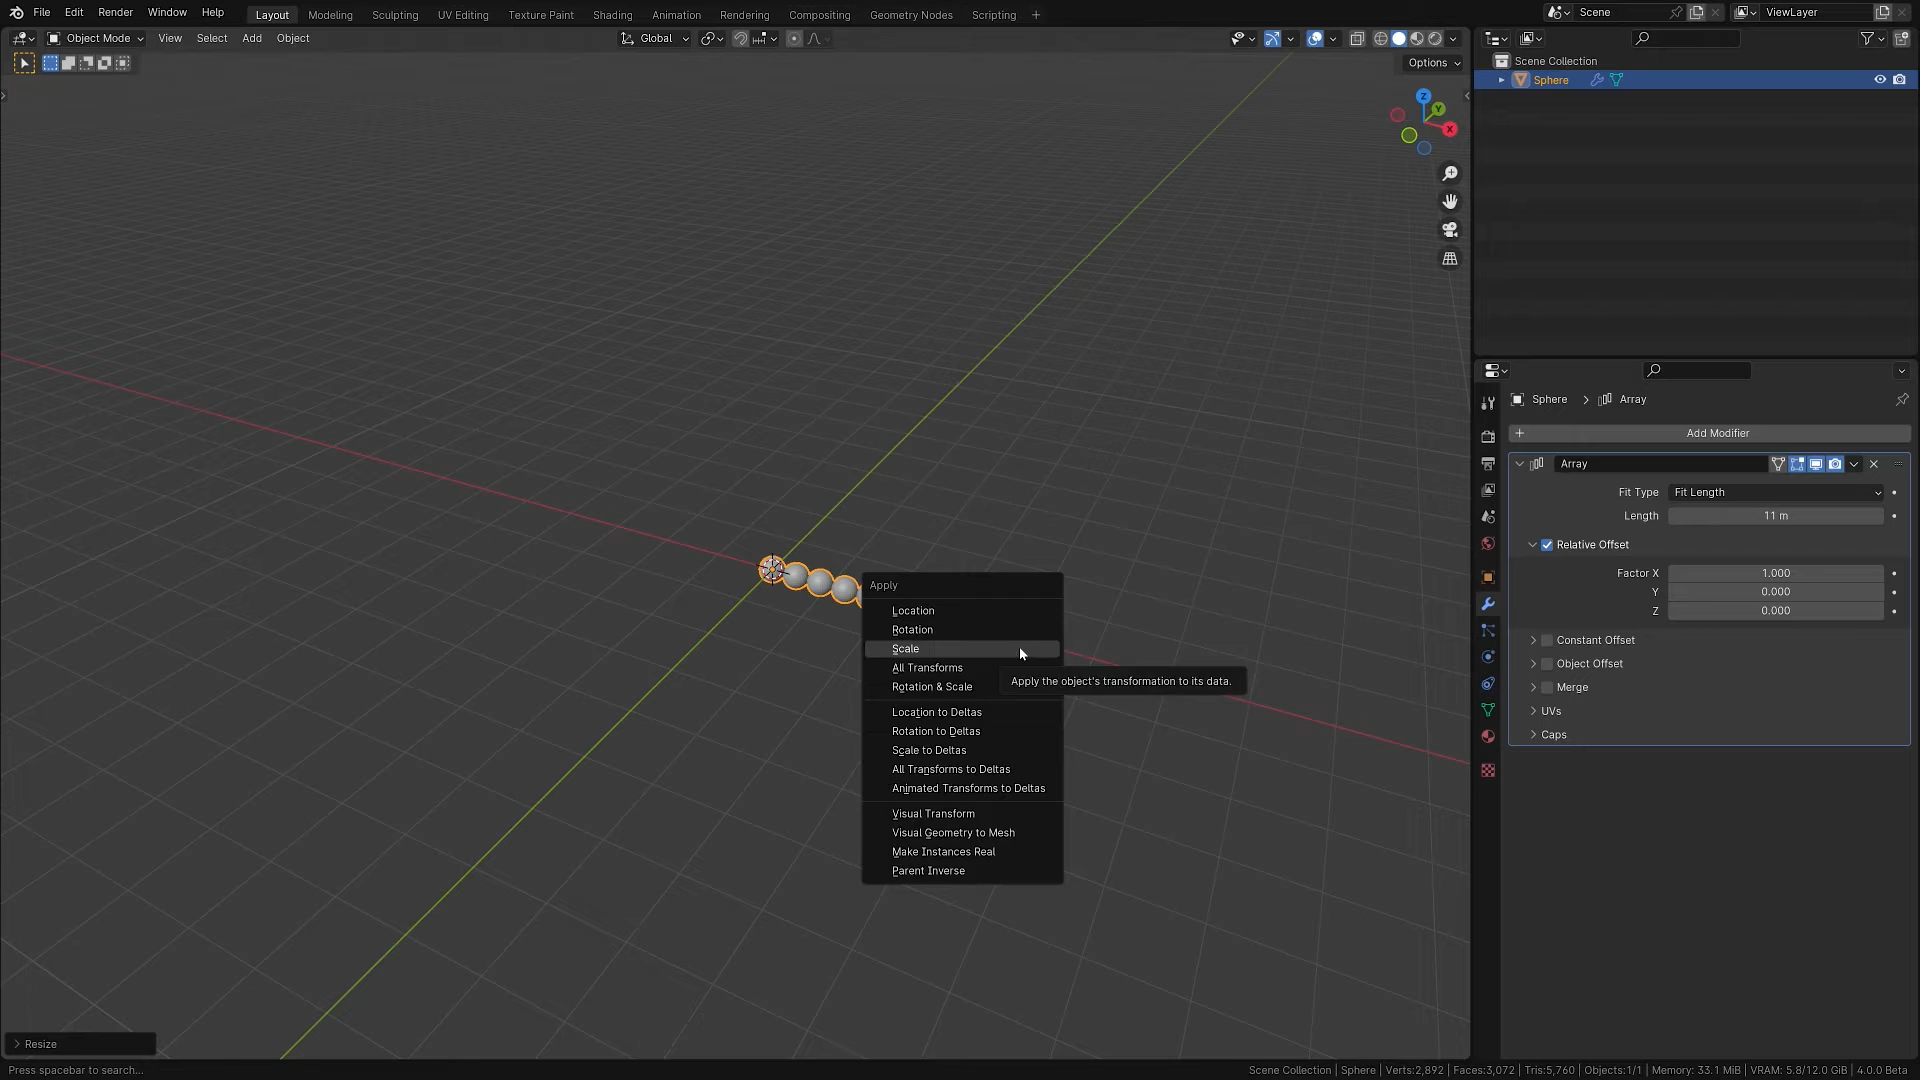 File Edit Render Window Help
Layout Modeling Sculpting UV Editing Texture Paint Shading Animation Rendering Compositing Geometry Nodes Scripting +
Scene
ViewLayer
Object Mode View Select Add Object
Global
Options
Z
Y
X
Scene Collection
Sphere
Sphere > Array
+ Add Modifier
Array
Fit Type Fit Length
Length 11 m
Relative Offset
Factor X 1.000
Y 0.000
Z 0.000
Constant Offset
Object Offset
Merge
UVs
Caps
Apply
Location
Rotation
Scale
All Transforms
Rotation & Scale
Apply the object's transformation to its data.
Location to Deltas
Rotation to Deltas
Scale to Deltas
All Transforms to Deltas
Animated Transforms to Deltas
Visual Transform
Visual Geometry to Mesh
Make Instances Real
Parent Inverse
> Resize
Press spacebar to search...
Scene Collection | Sphere | Verts:2,892 | Faces:3,072 | Tris:5,760 | Objects:1/1 | Memory: 33.1 MiB | VRAM: 5.8/12.0 GiB | 4.0.0 Beta